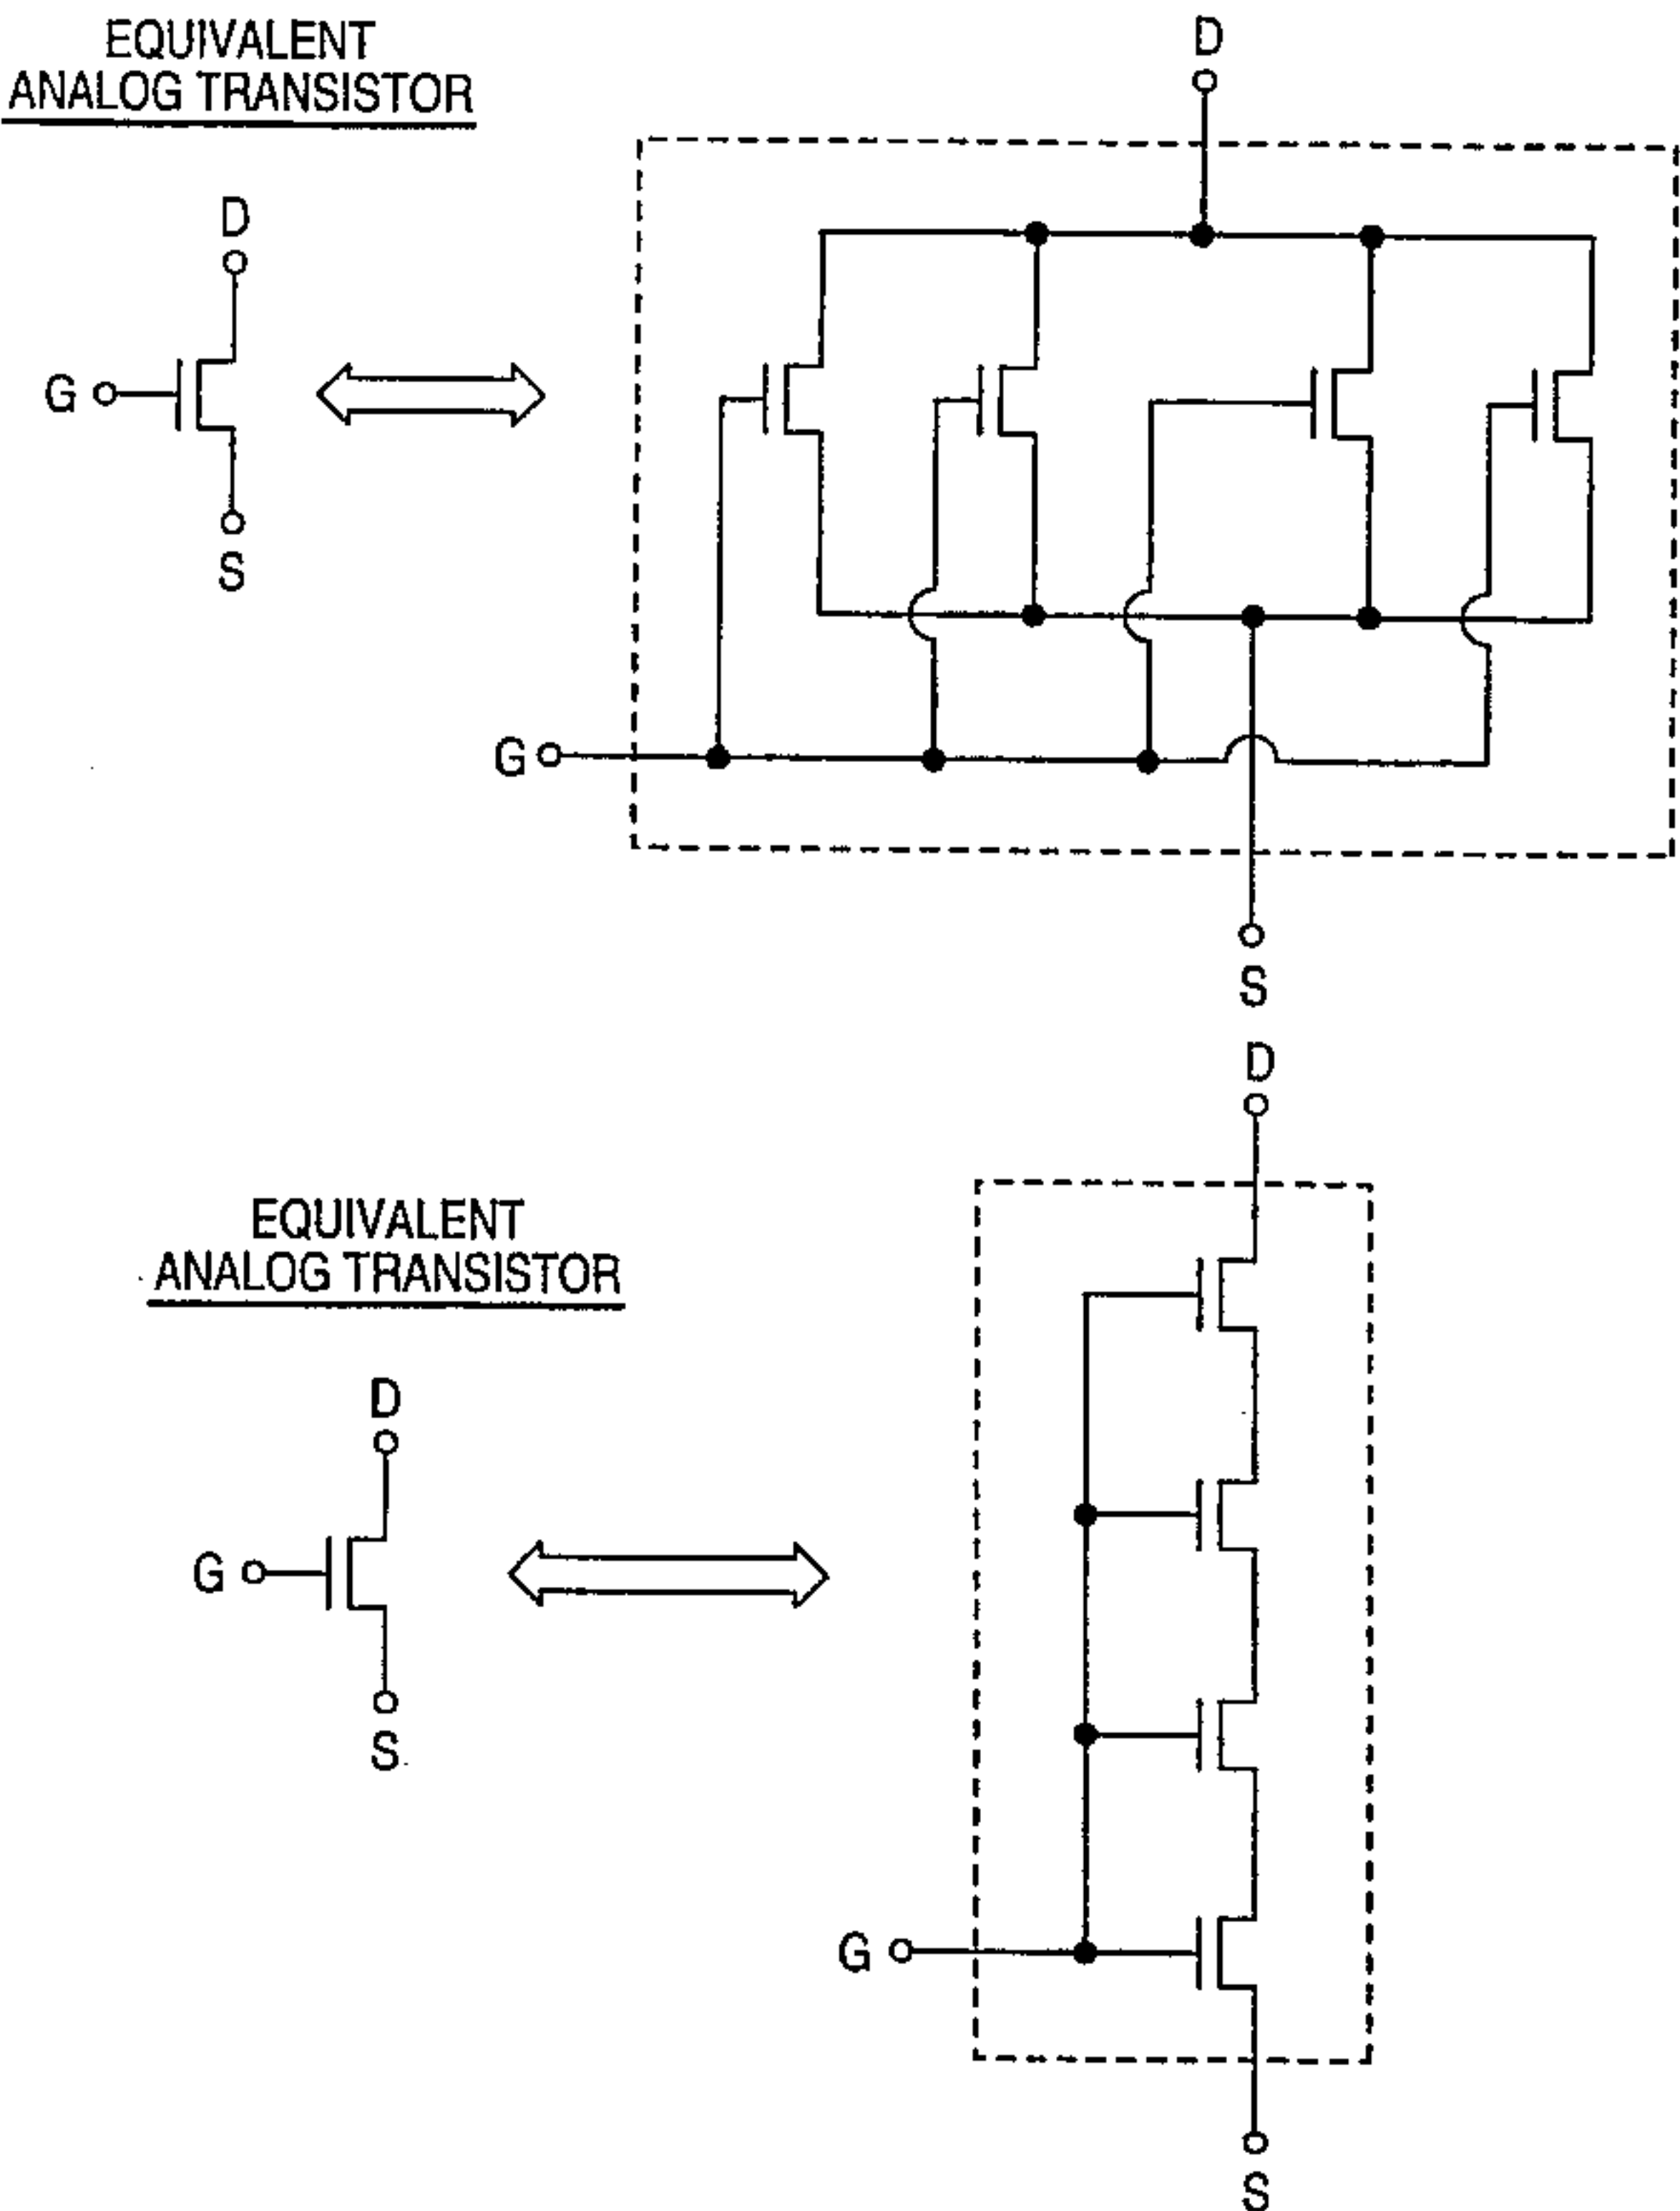 EQUIVALENT
ANALOG TRANSISTOR
D
D
G
S
G
S
D
EQUIVALENT
ANALOG TRANSISTOR
D
G
S
G
S